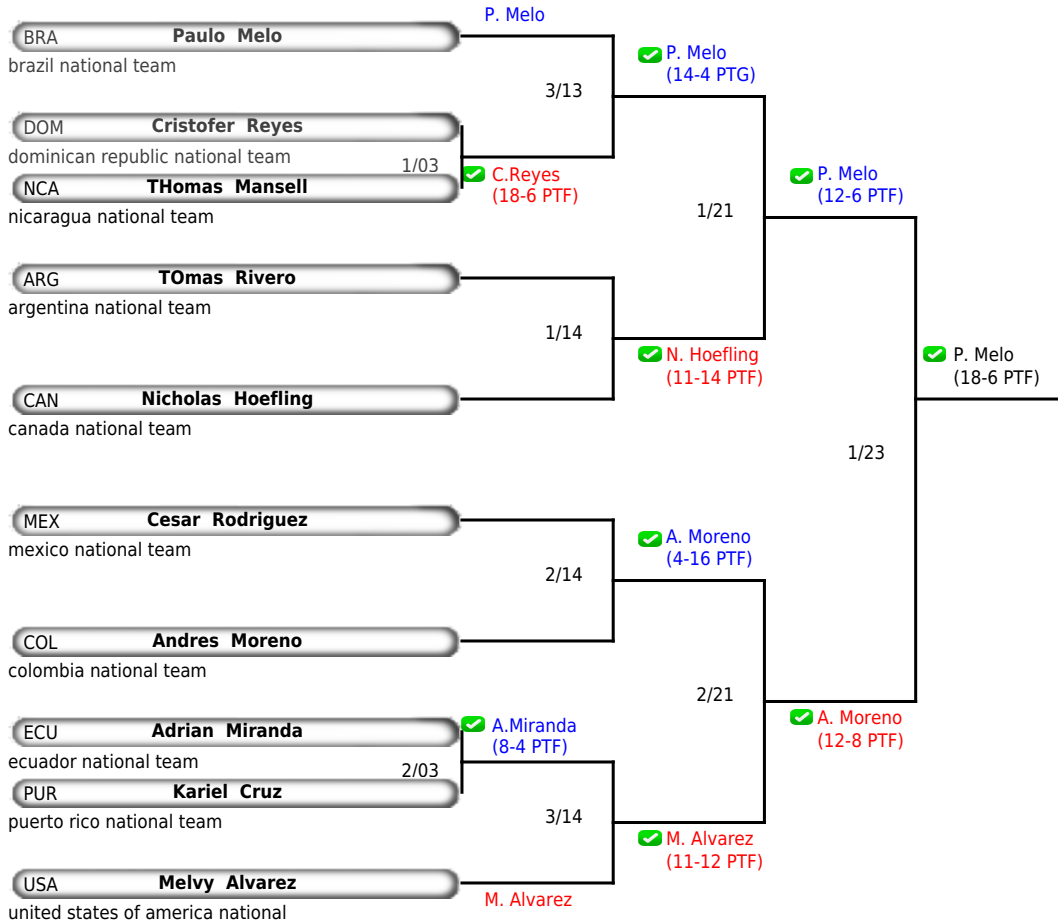 P. Melo
BRA Paulo Melo
brazil national team
P. Melo
(14-4 PTG)
3/13
DOM Cristofer Reyes
dominican republic national team
1/03
C.Reyes
(18-6 PTF)
NCA THomas Mansell
nicaragua national team
P. Melo
(12-6 PTF)
1/21
ARG TOmas Rivero
argentina national team
1/14
N. Hoefling
(11-14 PTF)
P. Melo
(18-6 PTF)
CAN Nicholas Hoefling
canada national team
1/23
MEX Cesar Rodriguez
mexico national team
A. Moreno
(4-16 PTF)
2/14
COL Andres Moreno
colombia national team
2/21
A. Moreno
(12-8 PTF)
ECU Adrian Miranda
ecuador national team
A.Miranda
(8-4 PTF)
2/03
PUR Kariel Cruz
puerto rico national team
3/14
M. Alvarez
(11-12 PTF)
USA Melvy Alvarez
M. Alvarez
united states of america national